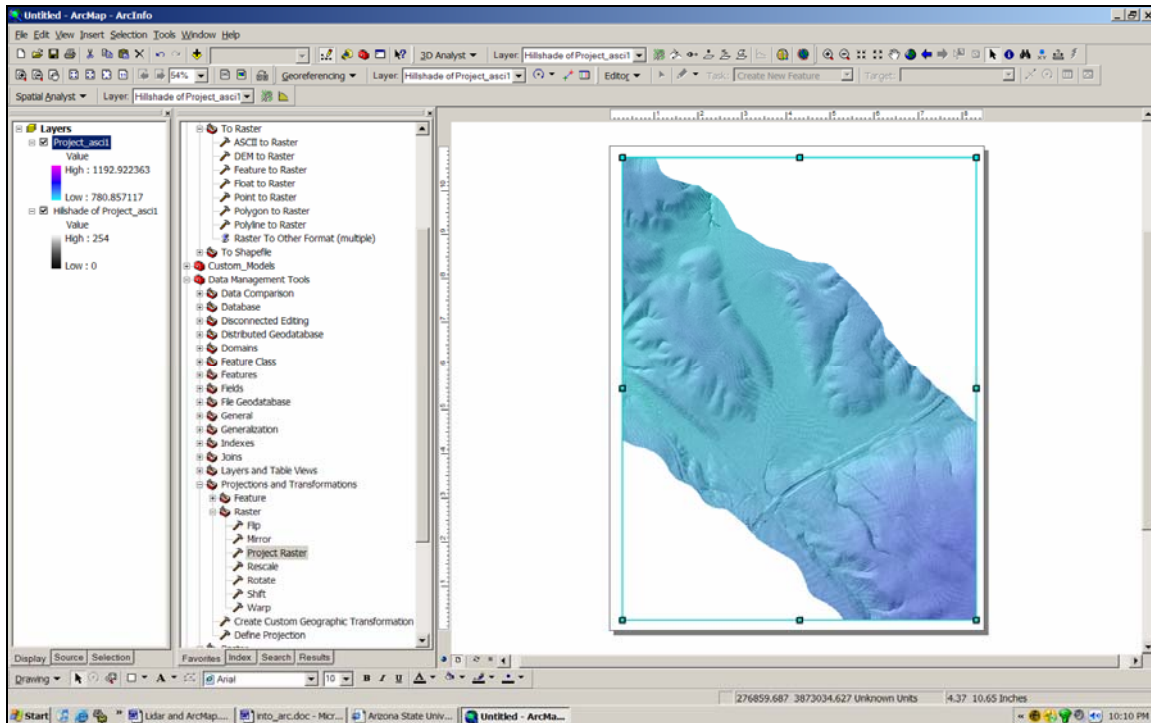 Untitled - ArcMap - ArcInfo
File Edit View Insert Selection Tools Window Help
3D Analyst Layer: Hillshade of Project_asci1
54% Georeferencing Layer: Hillshade of Project_asci1 Editor Task: Create New Feature Target:
Spatial Analyst Layer: Hillshade of Project_asci1
Layers
Project_asci1
Value
High : 1192.922363
Low : 780.857117
Hillshade of Project_asci1
Value
High : 254
Low : 0
To Raster
ASCII to Raster
DEM to Raster
Feature to Raster
Float to Raster
Point to Raster
Polygon to Raster
Polyline to Raster
Raster To Other Format (multiple)
To Shapefile
Custom_Models
Data Management Tools
Data Comparison
Database
Disconnected Editing
Distributed Geodatabase
Domains
Feature Class
Features
Fields
File Geodatabase
General
Generalization
Indexes
Joins
Layers and Table Views
Projections and Transformations
Feature
Raster
Flip
Mirror
Project Raster
Rescale
Rotate
Shift
Warp
Create Custom Geographic Transformation
Define Projection
Display Source Selection
Favorites Index Search Results
Drawing A Arial 10 B I U A
276859.687 3873034.627 Unknown Units 4.37 10.65 Inches
Start Lidar and ArcMap.... into_arc.doc - Micr... Arizona State Univ... Untitled - ArcMa... 10:10 PM